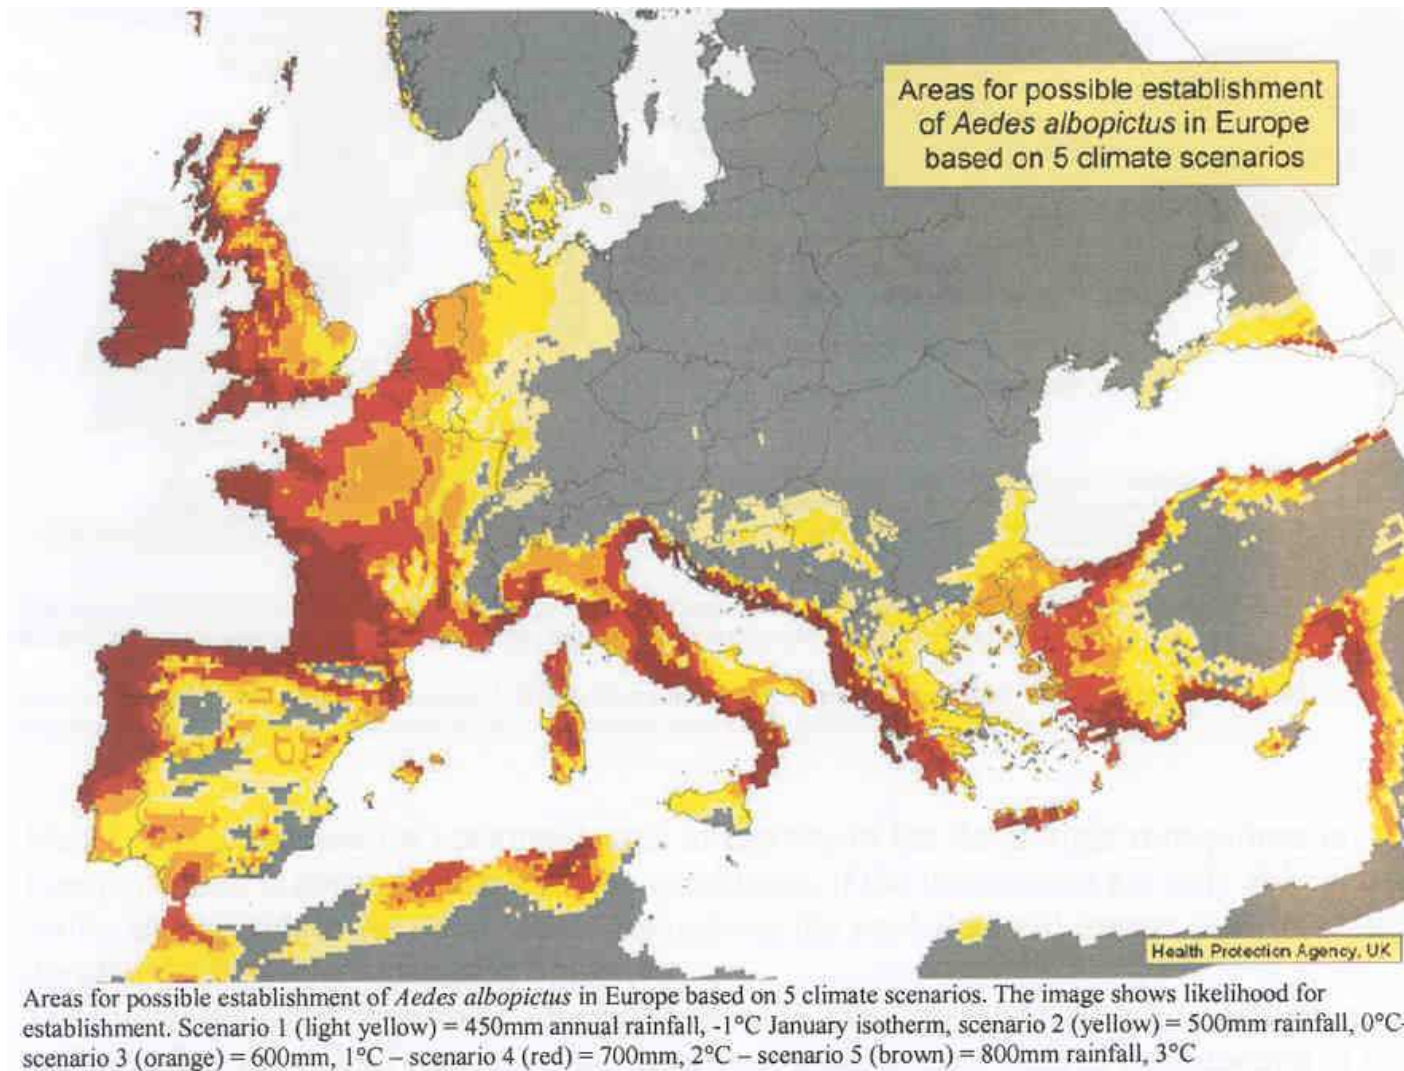 Areas for possible establishment
of Aedes albopictus in Europe
based on 5 climate scenarios
Health Protection Agency, UK
Areas for possible establishment of Aedes albopictus in Europe based on 5 climate scenarios. The image shows likelihood for
establishment. Scenario 1 (light yellow) = 450mm annual rainfall, -1°C January isotherm, scenario 2 (yellow) = 500mm rainfall, 0°C-
scenario 3 (orange) = 600mm, 1°C – scenario 4 (red) = 700mm, 2°C – scenario 5 (brown) = 800mm rainfall, 3°C